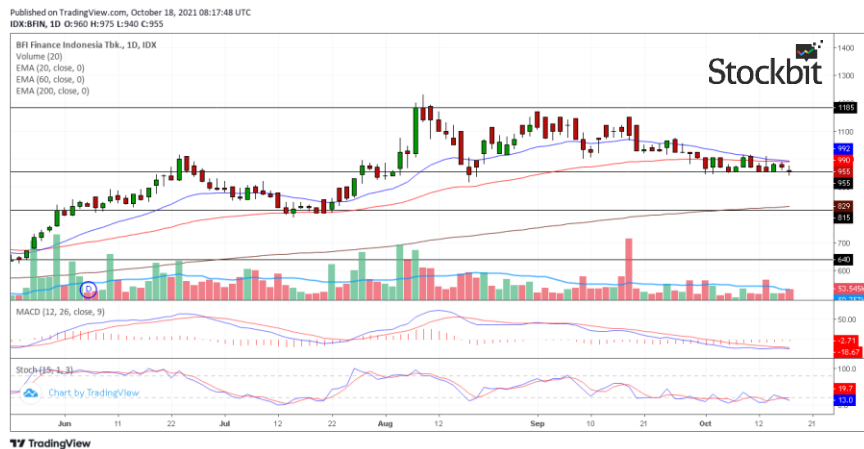 Published on TradingView.com, October 18, 2021 08:17:48 UTC
IDX:BFIN, 1D O:960 H:975 L:940 C:955
BFI Finance Indonesia Tbk., 1D, IDX
Volume (20)
EMA (20, close, 0)
EMA (60, close, 0)
EMA (200, close, 0)
Stockbit
1400
1185
1100
992
990
955
955
829
815
700
640
600
53.545K
D
MACD (12, 26, close, 9)
50.00
-2.71
-18.67
Stoch (15, 1, 3)
100.0
19.7
13.0
Chart by TradingView
Jun
11
22
Jul
12
22
Aug
12
Sep
10
21
Oct
12
21
TradingView